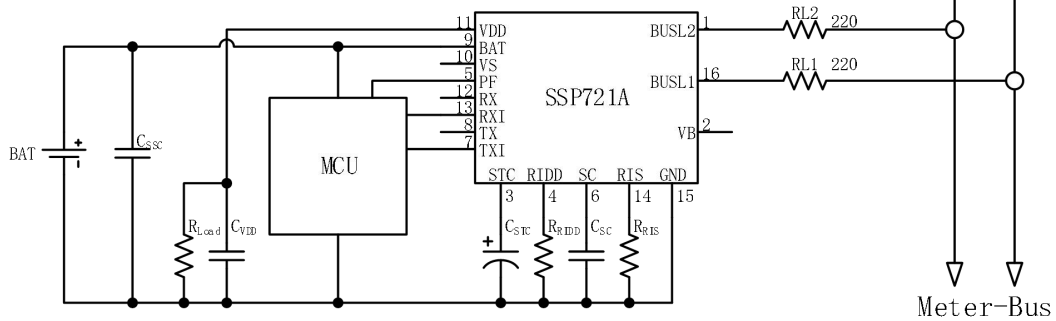 11 VDD
9 BAT
10 VS
5 PF
12 RX
13 RXI
8 TX
7 TXI
SSP721A
BUSL2 1
BUSL1 16
VB 2
RL2 220
RL1 220
STC RIDD SC RIS GND
3 4 6 14 15
BAT + -
CSSC
MCU
RLoad CVDD
+ CSTC RRIDD CSC RRIS
Meter-Bus